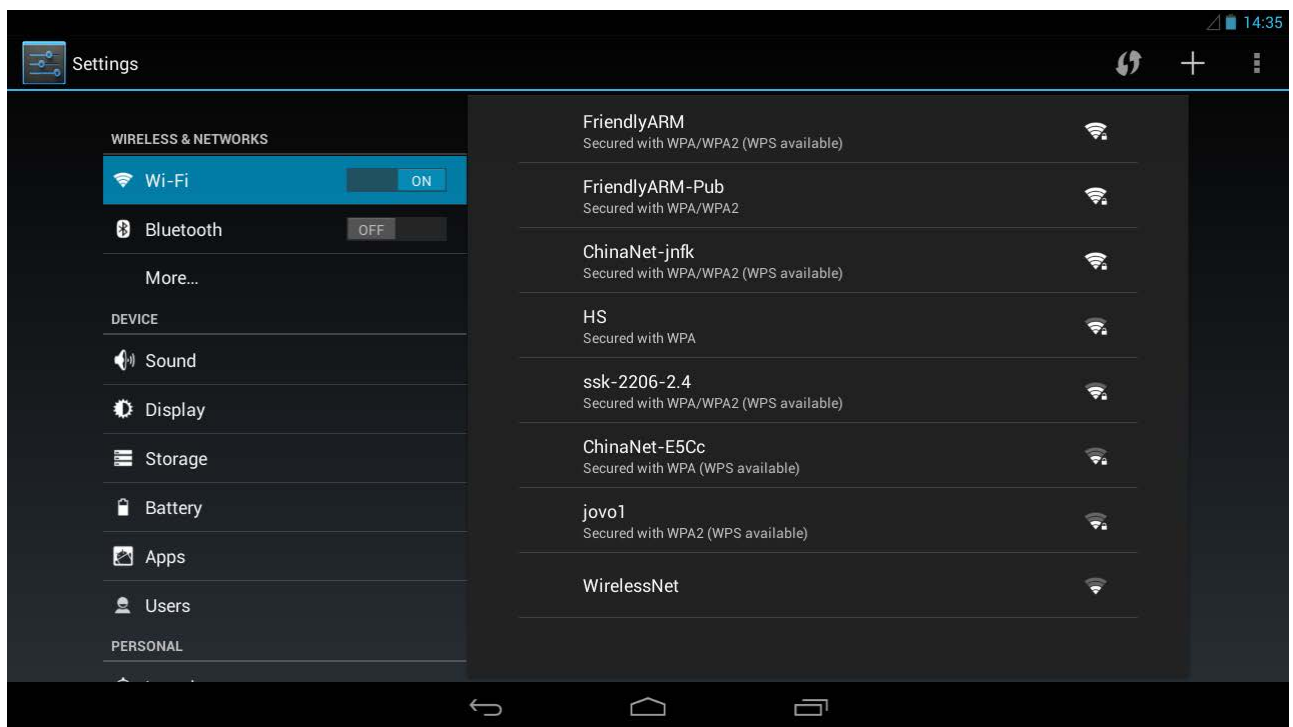 14:35
Settings
WIRELESS & NETWORKS
Wi-Fi
ON
Bluetooth
OFF
More...
DEVICE
Sound
Display
Storage
Battery
Apps
Users
PERSONAL
FriendlyARM
Secured with WPA/WPA2 (WPS available)
FriendlyARM-Pub
Secured with WPA/WPA2
ChinaNet-jnfk
Secured with WPA/WPA2 (WPS available)
HS
Secured with WPA
ssk-2206-2.4
Secured with WPA/WPA2 (WPS available)
ChinaNet-E5Cc
Secured with WPA (WPS available)
jovo1
Secured with WPA2 (WPS available)
WirelessNet